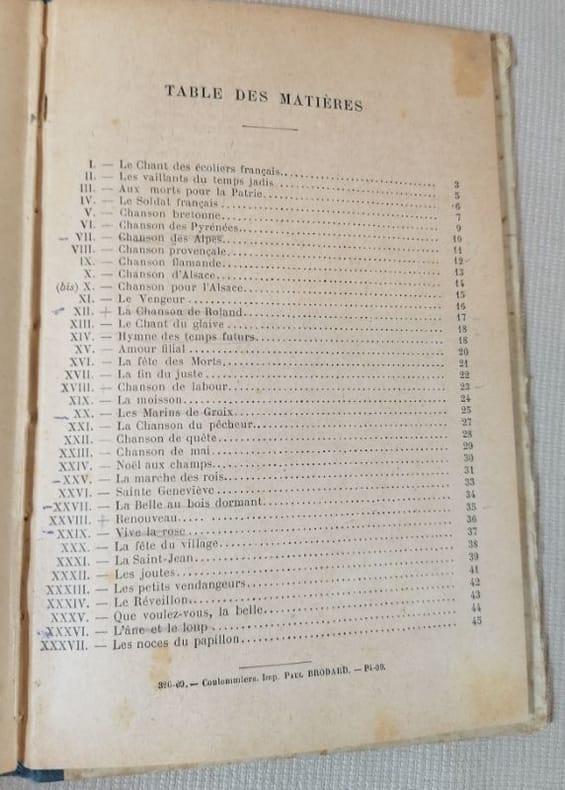 TABLE DES MATIÈRES
I. — Le Chant des écoliers français 3
II. — Les vaillants du temps jadis 5
III. — Aux morts pour la Patrie 6
IV. — Le Soldat français 7
V. — Chanson bretonne 9
VI. — Chanson des Pyrénées 10
VII. — Chanson des Alpes 11
VIII. — Chanson provençale 12
IX. — Chanson flamande 13
X. — Chanson d'Alsace 14
(bis) X. — Chanson pour l'Alsace 15
XI. — Le Vengeur 16
XII. — La Chanson de Roland 17
XIII. — Le Chant du glaive 18
XIV. — Hymne des temps futurs 18
XV. — Amour filial 20
XVI. — La fête des Morts 21
XVII. — La fin du juste 22
XVIII. — Chanson de labour 23
XIX. — La moisson 24
XX. — Les Marins de Groix 25
XXI. — La Chanson du pêcheur 27
XXII. — Chanson de quête 28
XXIII. — Chanson de mai 29
XXIV. — Noël aux champs 30
XXV. — La marche des rois 31
XXVI. — Sainte Geneviève 33
XXVII. — La Belle au bois dormant 34
XXVIII. — Renouveau 35
XXIX. — Vive la rose 36
XXX. — La fête du village 37
XXXI. — La Saint-Jean 38
XXXII. — Les joutes 39
XXXIII. — Les petits vendangeurs 41
XXXIV. — Le Réveillon 42
XXXV. — Que voulez-vous, la belle 43
XXXVI. — L'âne et le loup 44
XXXVII. — Les noces du papillon 45
— Coulommiers. Imp. PAUL BRODARD. —